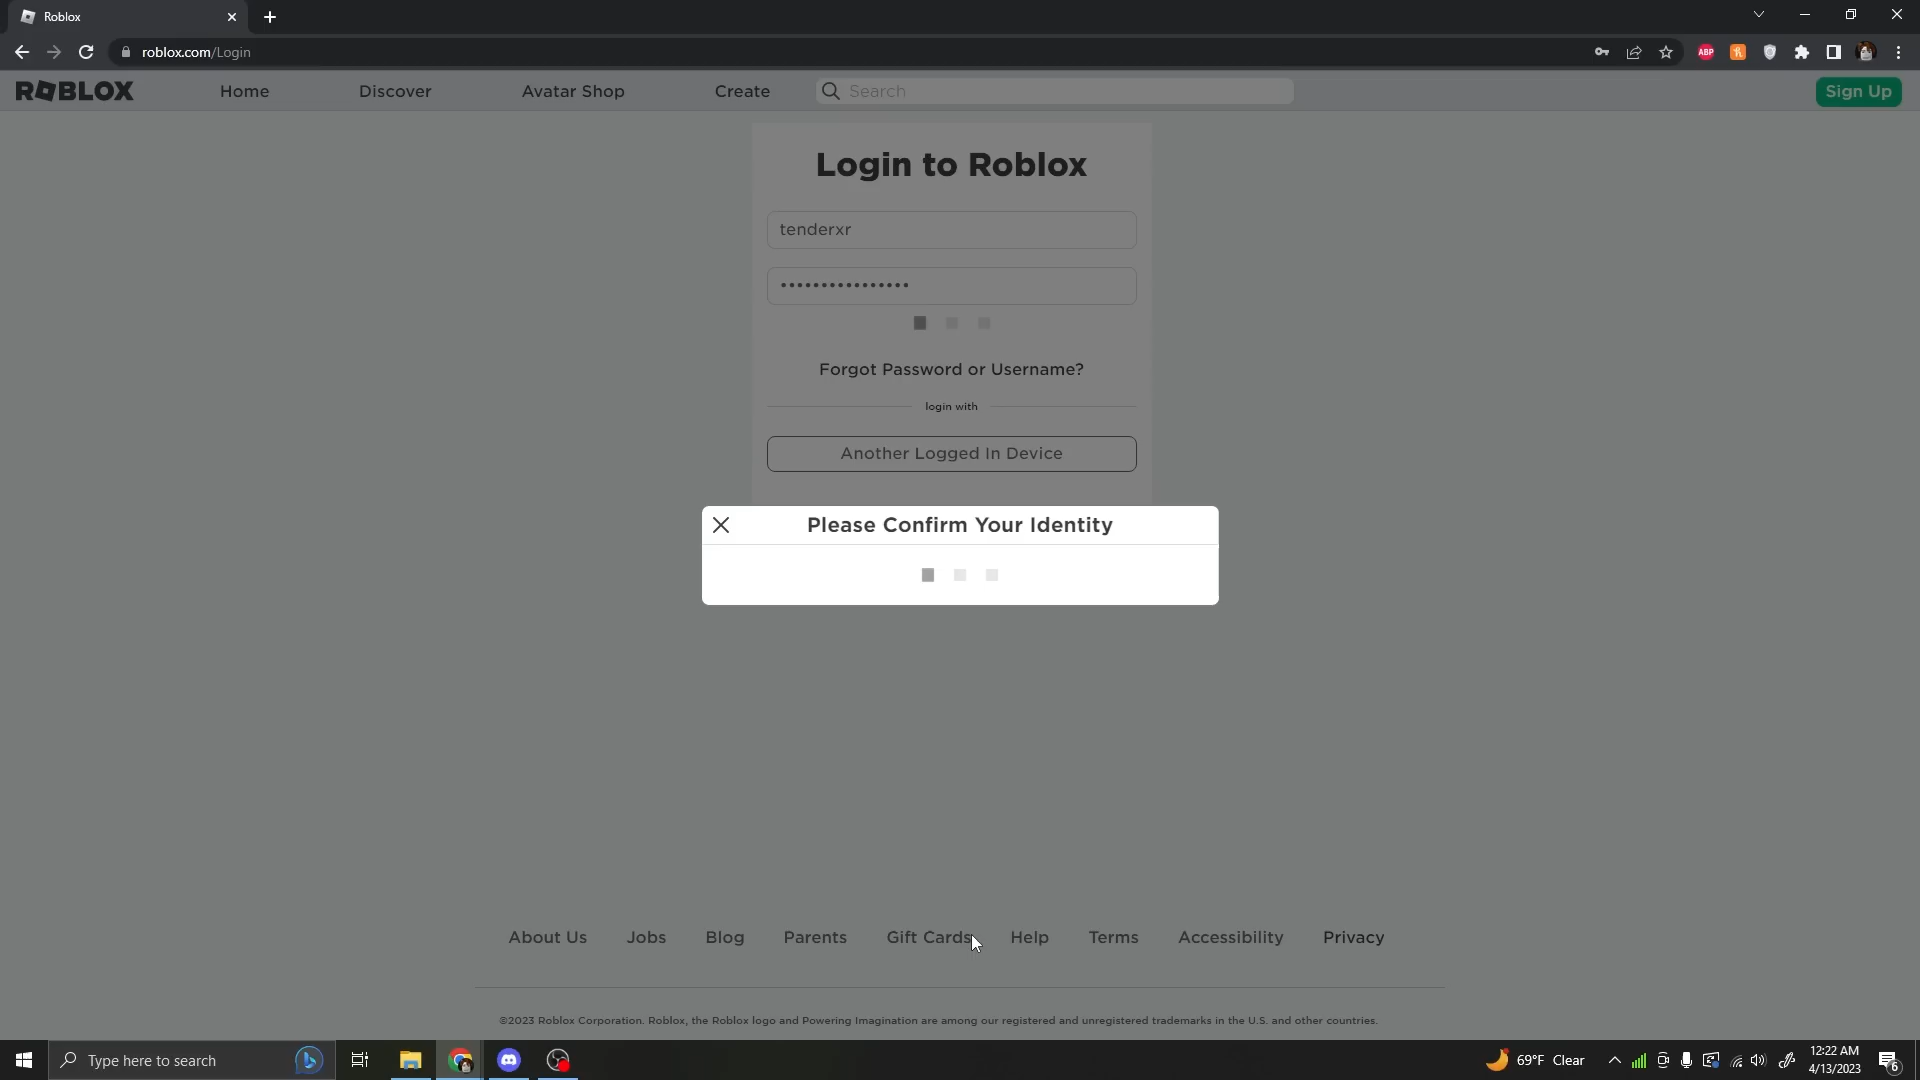 Roblox
roblox.com/Login
ABP
ROBLOX
Home
Discover
Avatar Shop
Create
Search
Sign Up
Login to Roblox
tenderxr
••••••••••••••••
Forgot Password or Username?
login with
Another Logged In Device
Please Confirm Your Identity
About Us
Jobs
Blog
Parents
Gift Cards
Help
Terms
Accessibility
Privacy
©2023 Roblox Corporation. Roblox, the Roblox logo and Powering Imagination are among our registered and unregistered trademarks in the U.S. and other countries.
Type here to search
69°F Clear
12:22 AM
4/13/2023
6